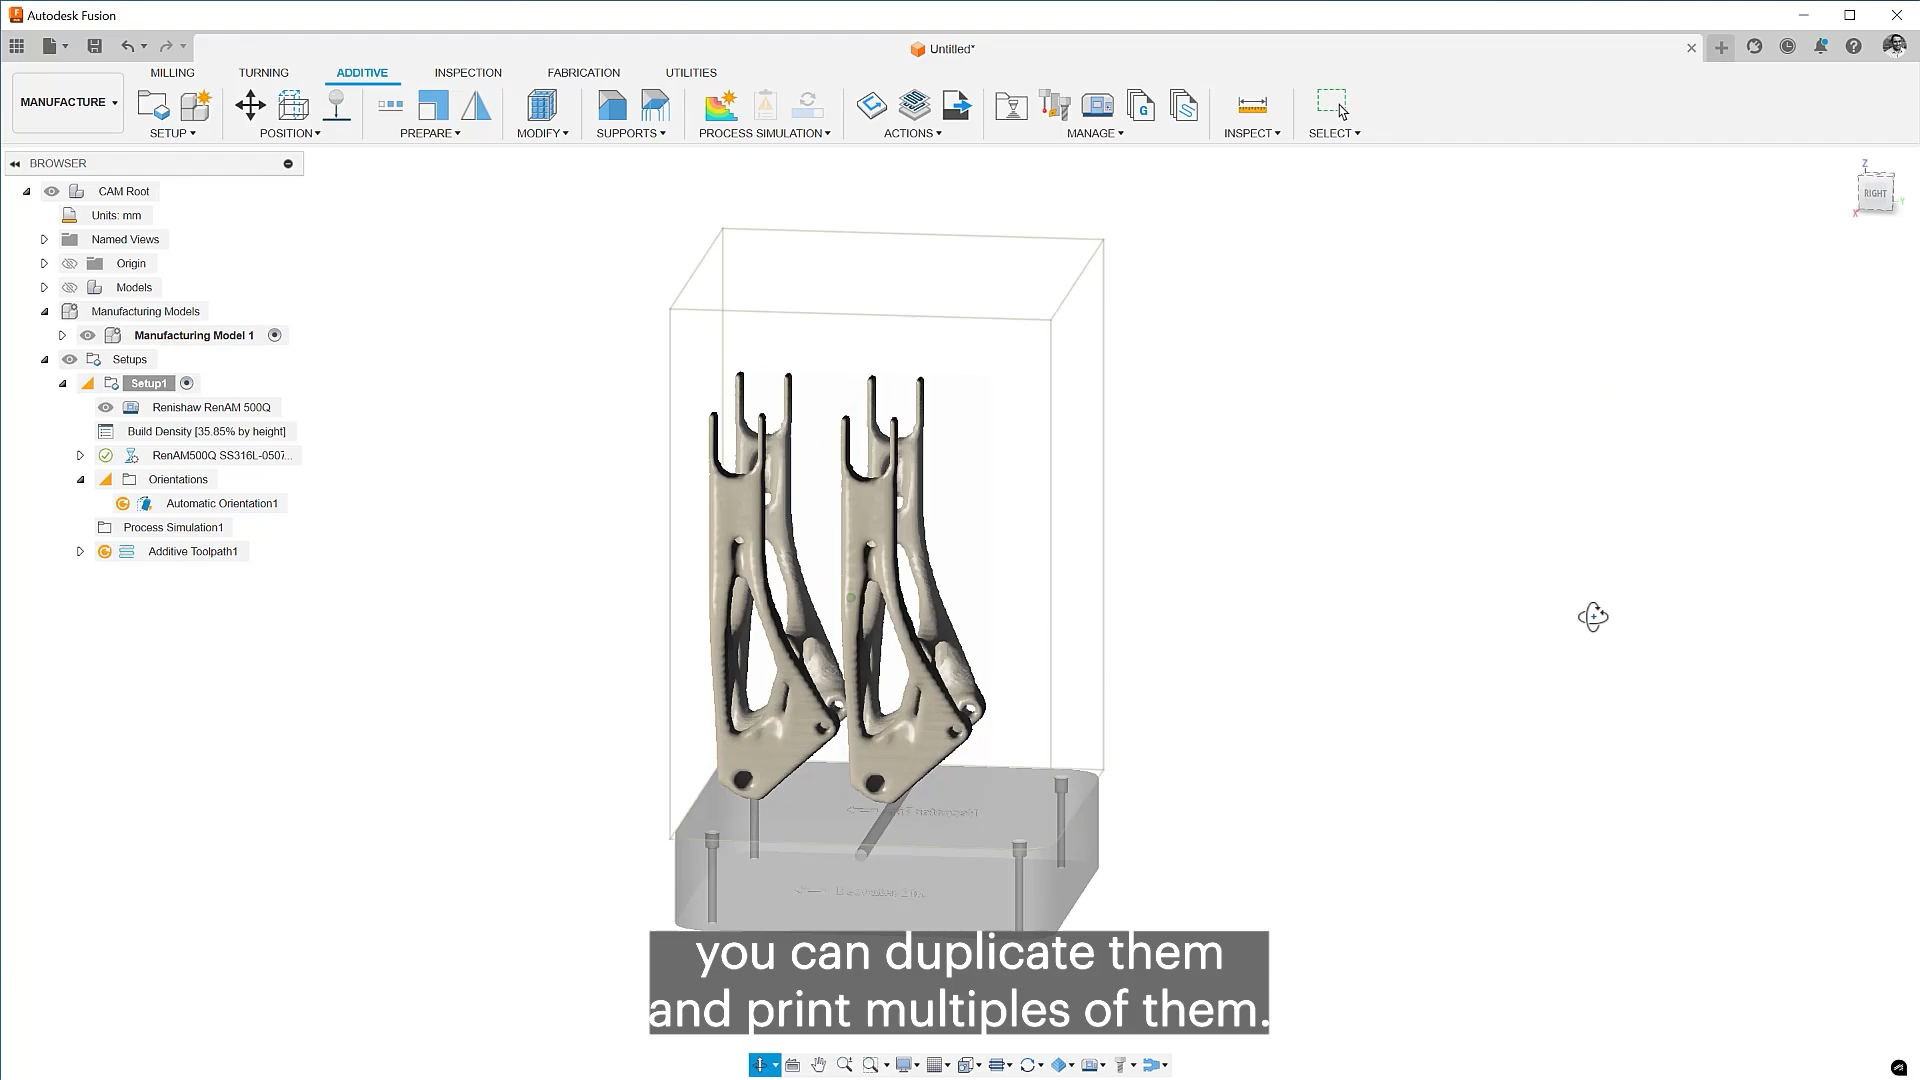 Autodesk Fusion
Untitled*
MILLING
TURNING
ADDITIVE
INSPECTION
FABRICATION
UTILITIES
MANUFACTURE
SETUP
POSITION
PREPARE
MODIFY
SUPPORTS
PROCESS SIMULATION
ACTIONS
MANAGE
INSPECT
SELECT
G
BROWSER
CAM Root
Units: mm
Named Views
Origin
Models
Manufacturing Models
Manufacturing Model 1
Setups
Setup1
Renishaw RenAM 500Q
Build Density [35.85% by height]
RenAM500Q SS316L-0507...
Orientations
Automatic Orientation1
Process Simulation1
Additive Toolpath1
Z
RIGHT
X
Y
you can duplicate them
and print multiples of them.